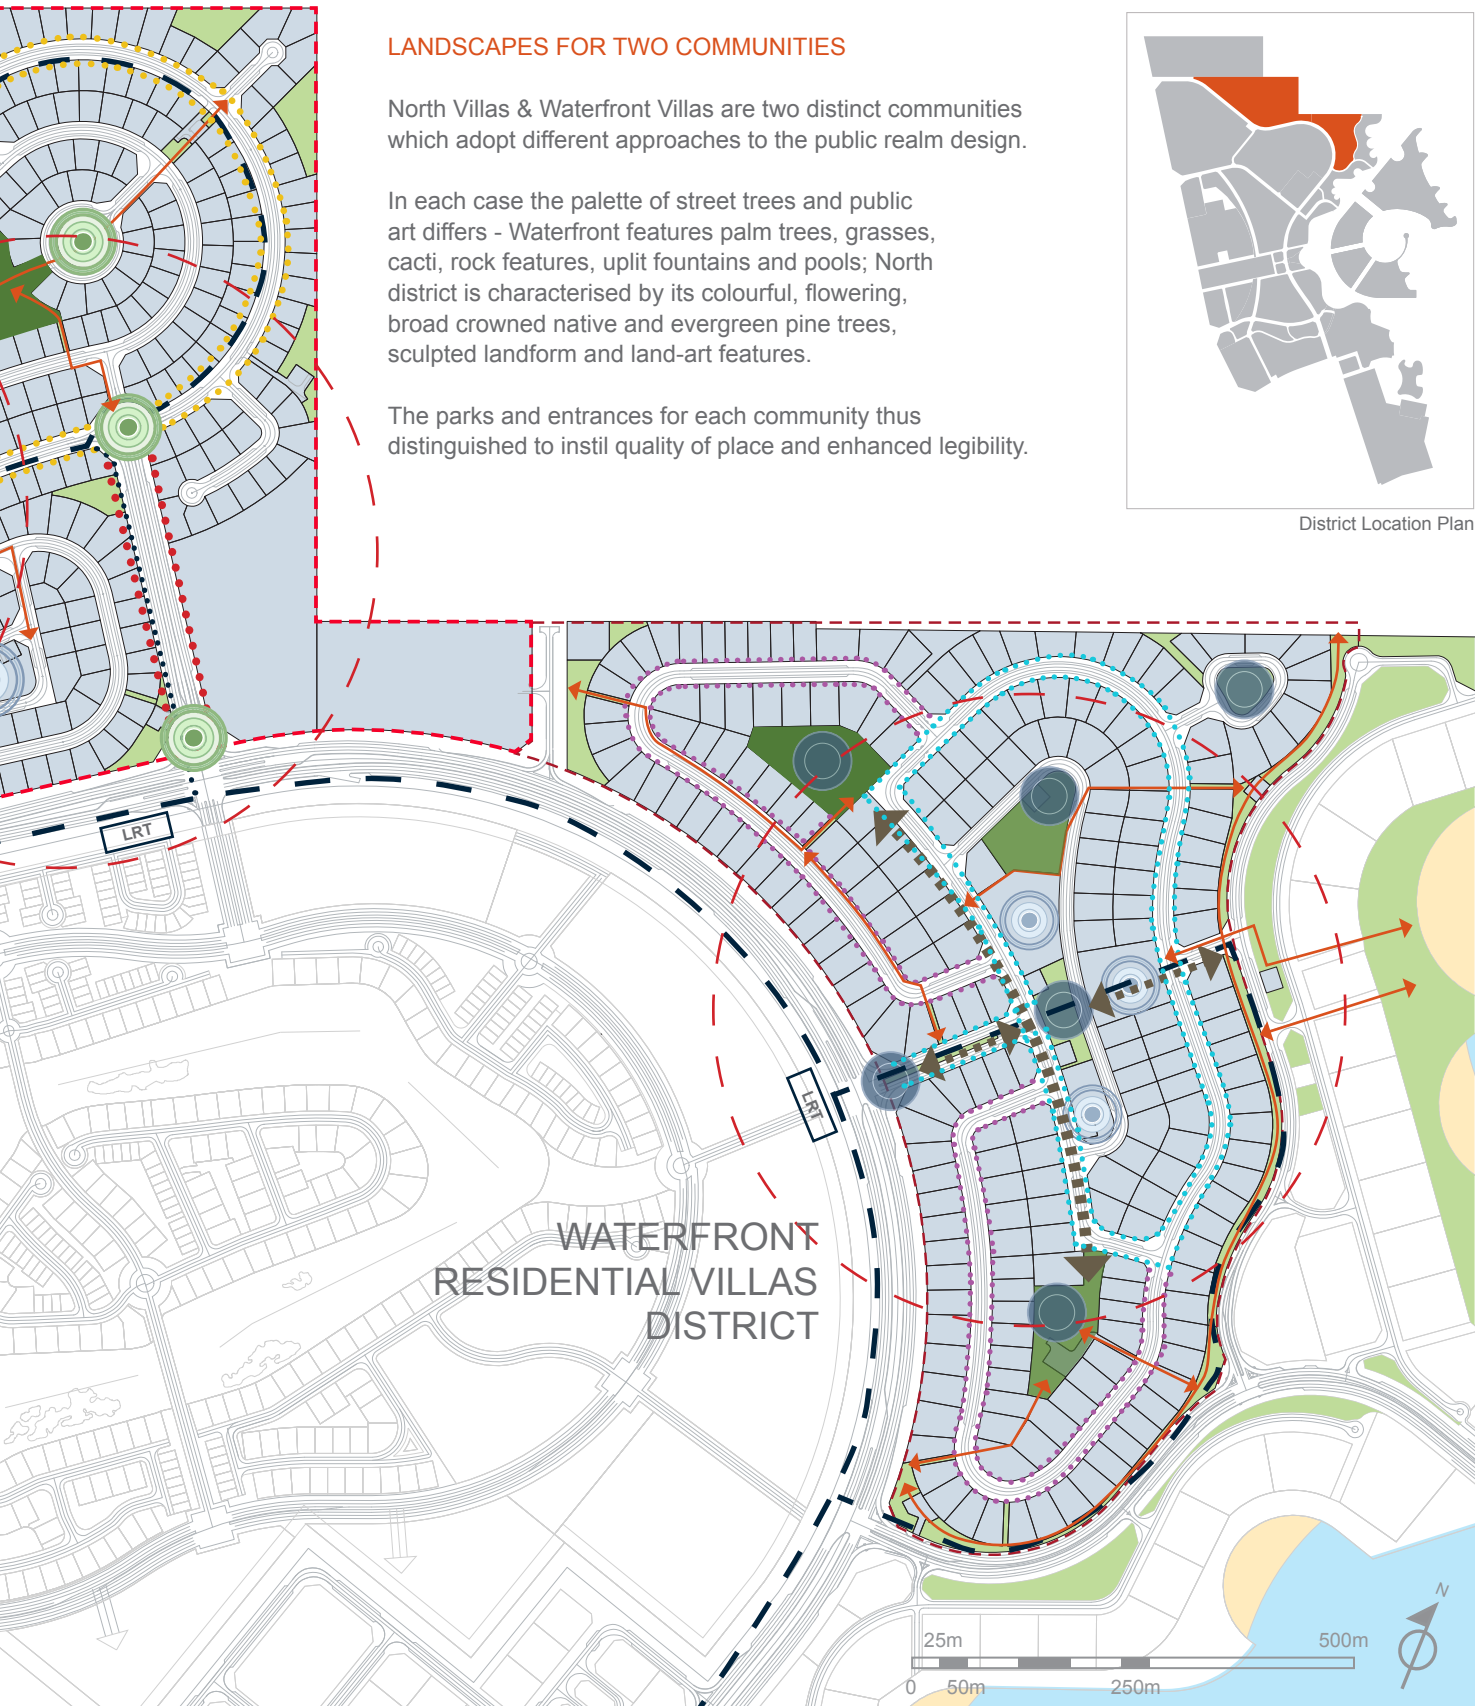 LANDSCAPES FOR TWO COMMUNITIES
North Villas & Waterfront Villas are two distinct communities
which adopt different approaches to the public realm design.
In each case the palette of street trees and public
art differs - Waterfront features palm trees, grasses,
cacti, rock features, uplit fountains and pools; North
district is characterised by its colourful, flowering,
broad crowned native and evergreen pine trees,
sculpted landform and land-art features.
The parks and entrances for each community thus
distinguished to instil quality of place and enhanced legibility.
District Location Plan
LRT
LRT
WATERFRONT
RESIDENTIAL VILLAS
DISTRICT
N
25m
500m
0
50m
250m